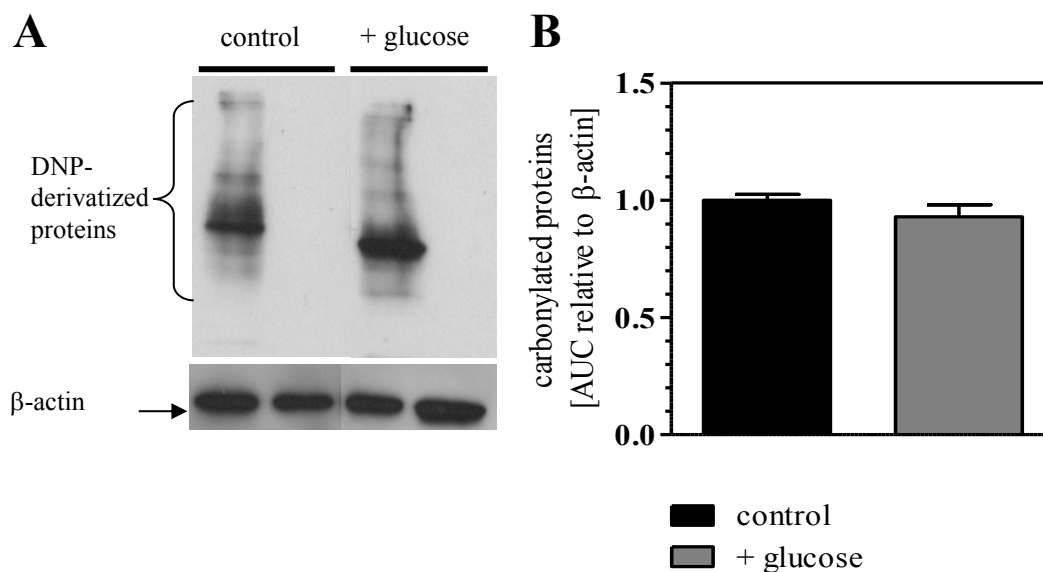 A
control
+ glucose
DNP-
derivatized
proteins
β-actin
B
carbonylated proteins
[AUC relative to β-actin]
1.5
1.0
0.5
0.0
control
+ glucose